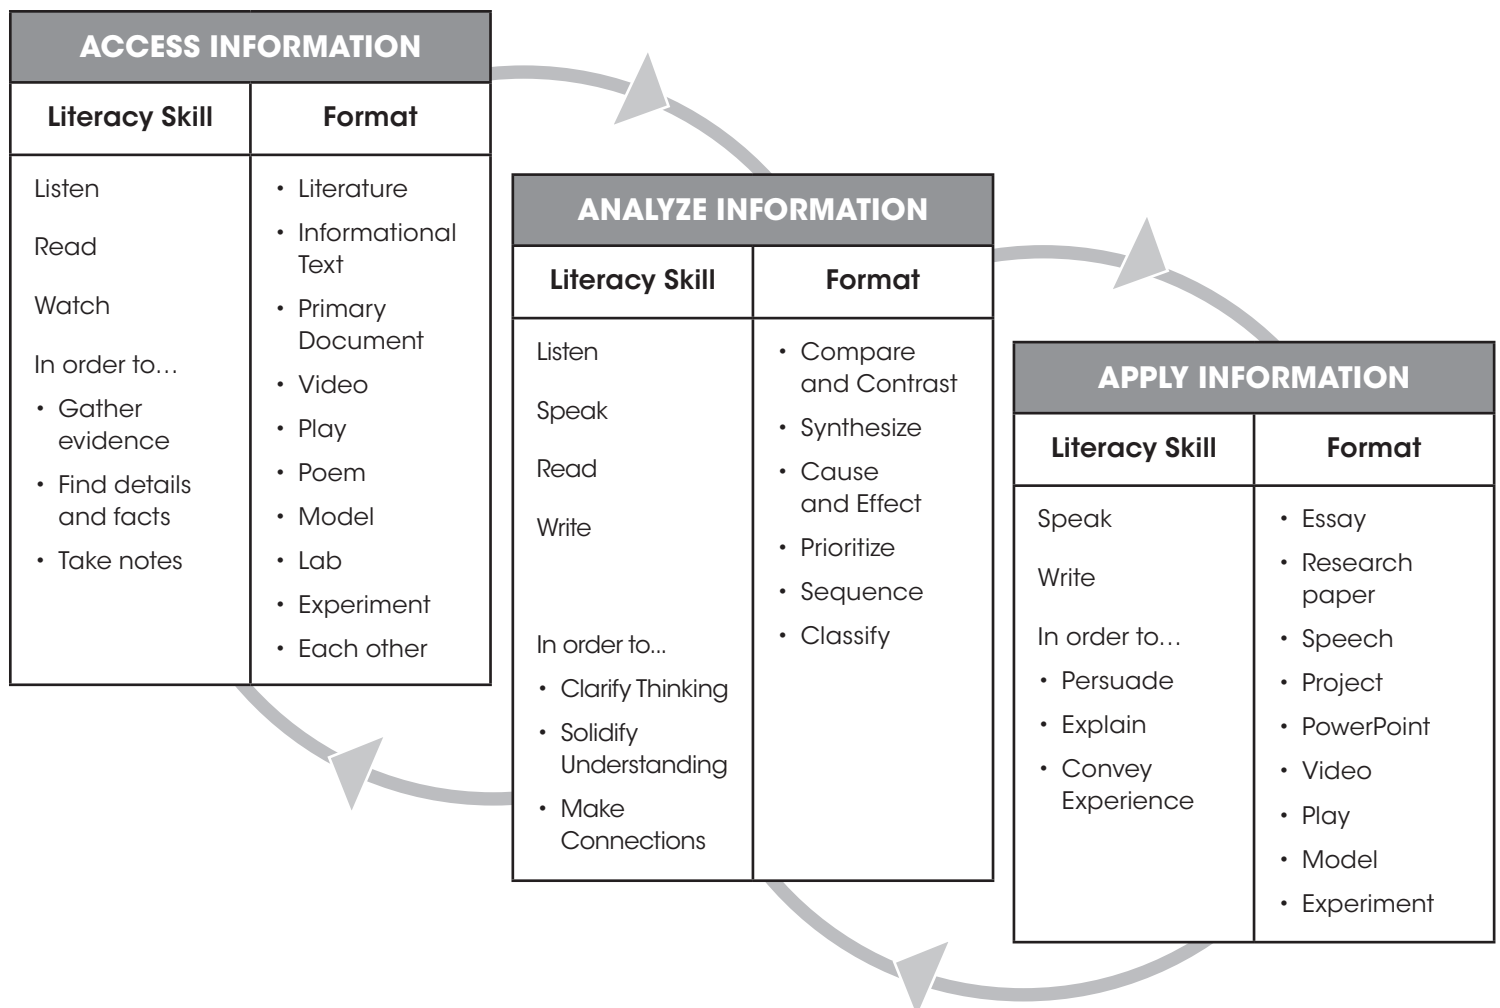 ACCESS INFORMATION
Literacy Skill
Format
Listen
Read
Watch
In order to…
• Gather
evidence
• Find details
and facts
• Take notes
• Literature
• Informational
Text
• Primary
Document
• Video
• Play
• Poem
• Model
• Lab
• Experiment
• Each other
ANALYZE INFORMATION
Literacy Skill
Format
Listen
Speak
Read
Write
In order to...
• Clarify Thinking
• Solidify
Understanding
• Make
Connections
• Compare
and Contrast
• Synthesize
• Cause
and Effect
• Prioritize
• Sequence
• Classify
APPLY INFORMATION
Literacy Skill
Format
Speak
Write
In order to…
• Persuade
• Explain
• Convey
Experience
• Essay
• Research
paper
• Speech
• Project
• PowerPoint
• Video
• Play
• Model
• Experiment